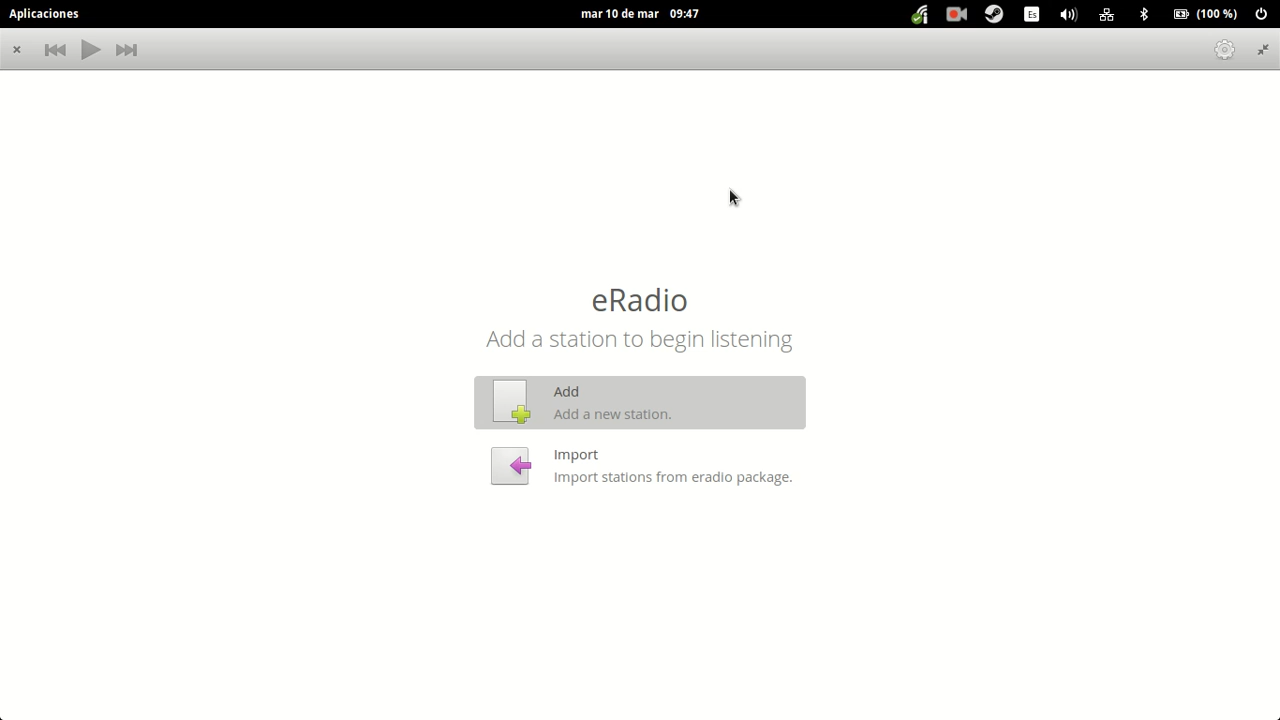 Aplicaciones
mar 10 de mar 09:47
Es
(100 %)
eRadio
Add a station to begin listening
Add
Add a new station.
Import
Import stations from eradio package.